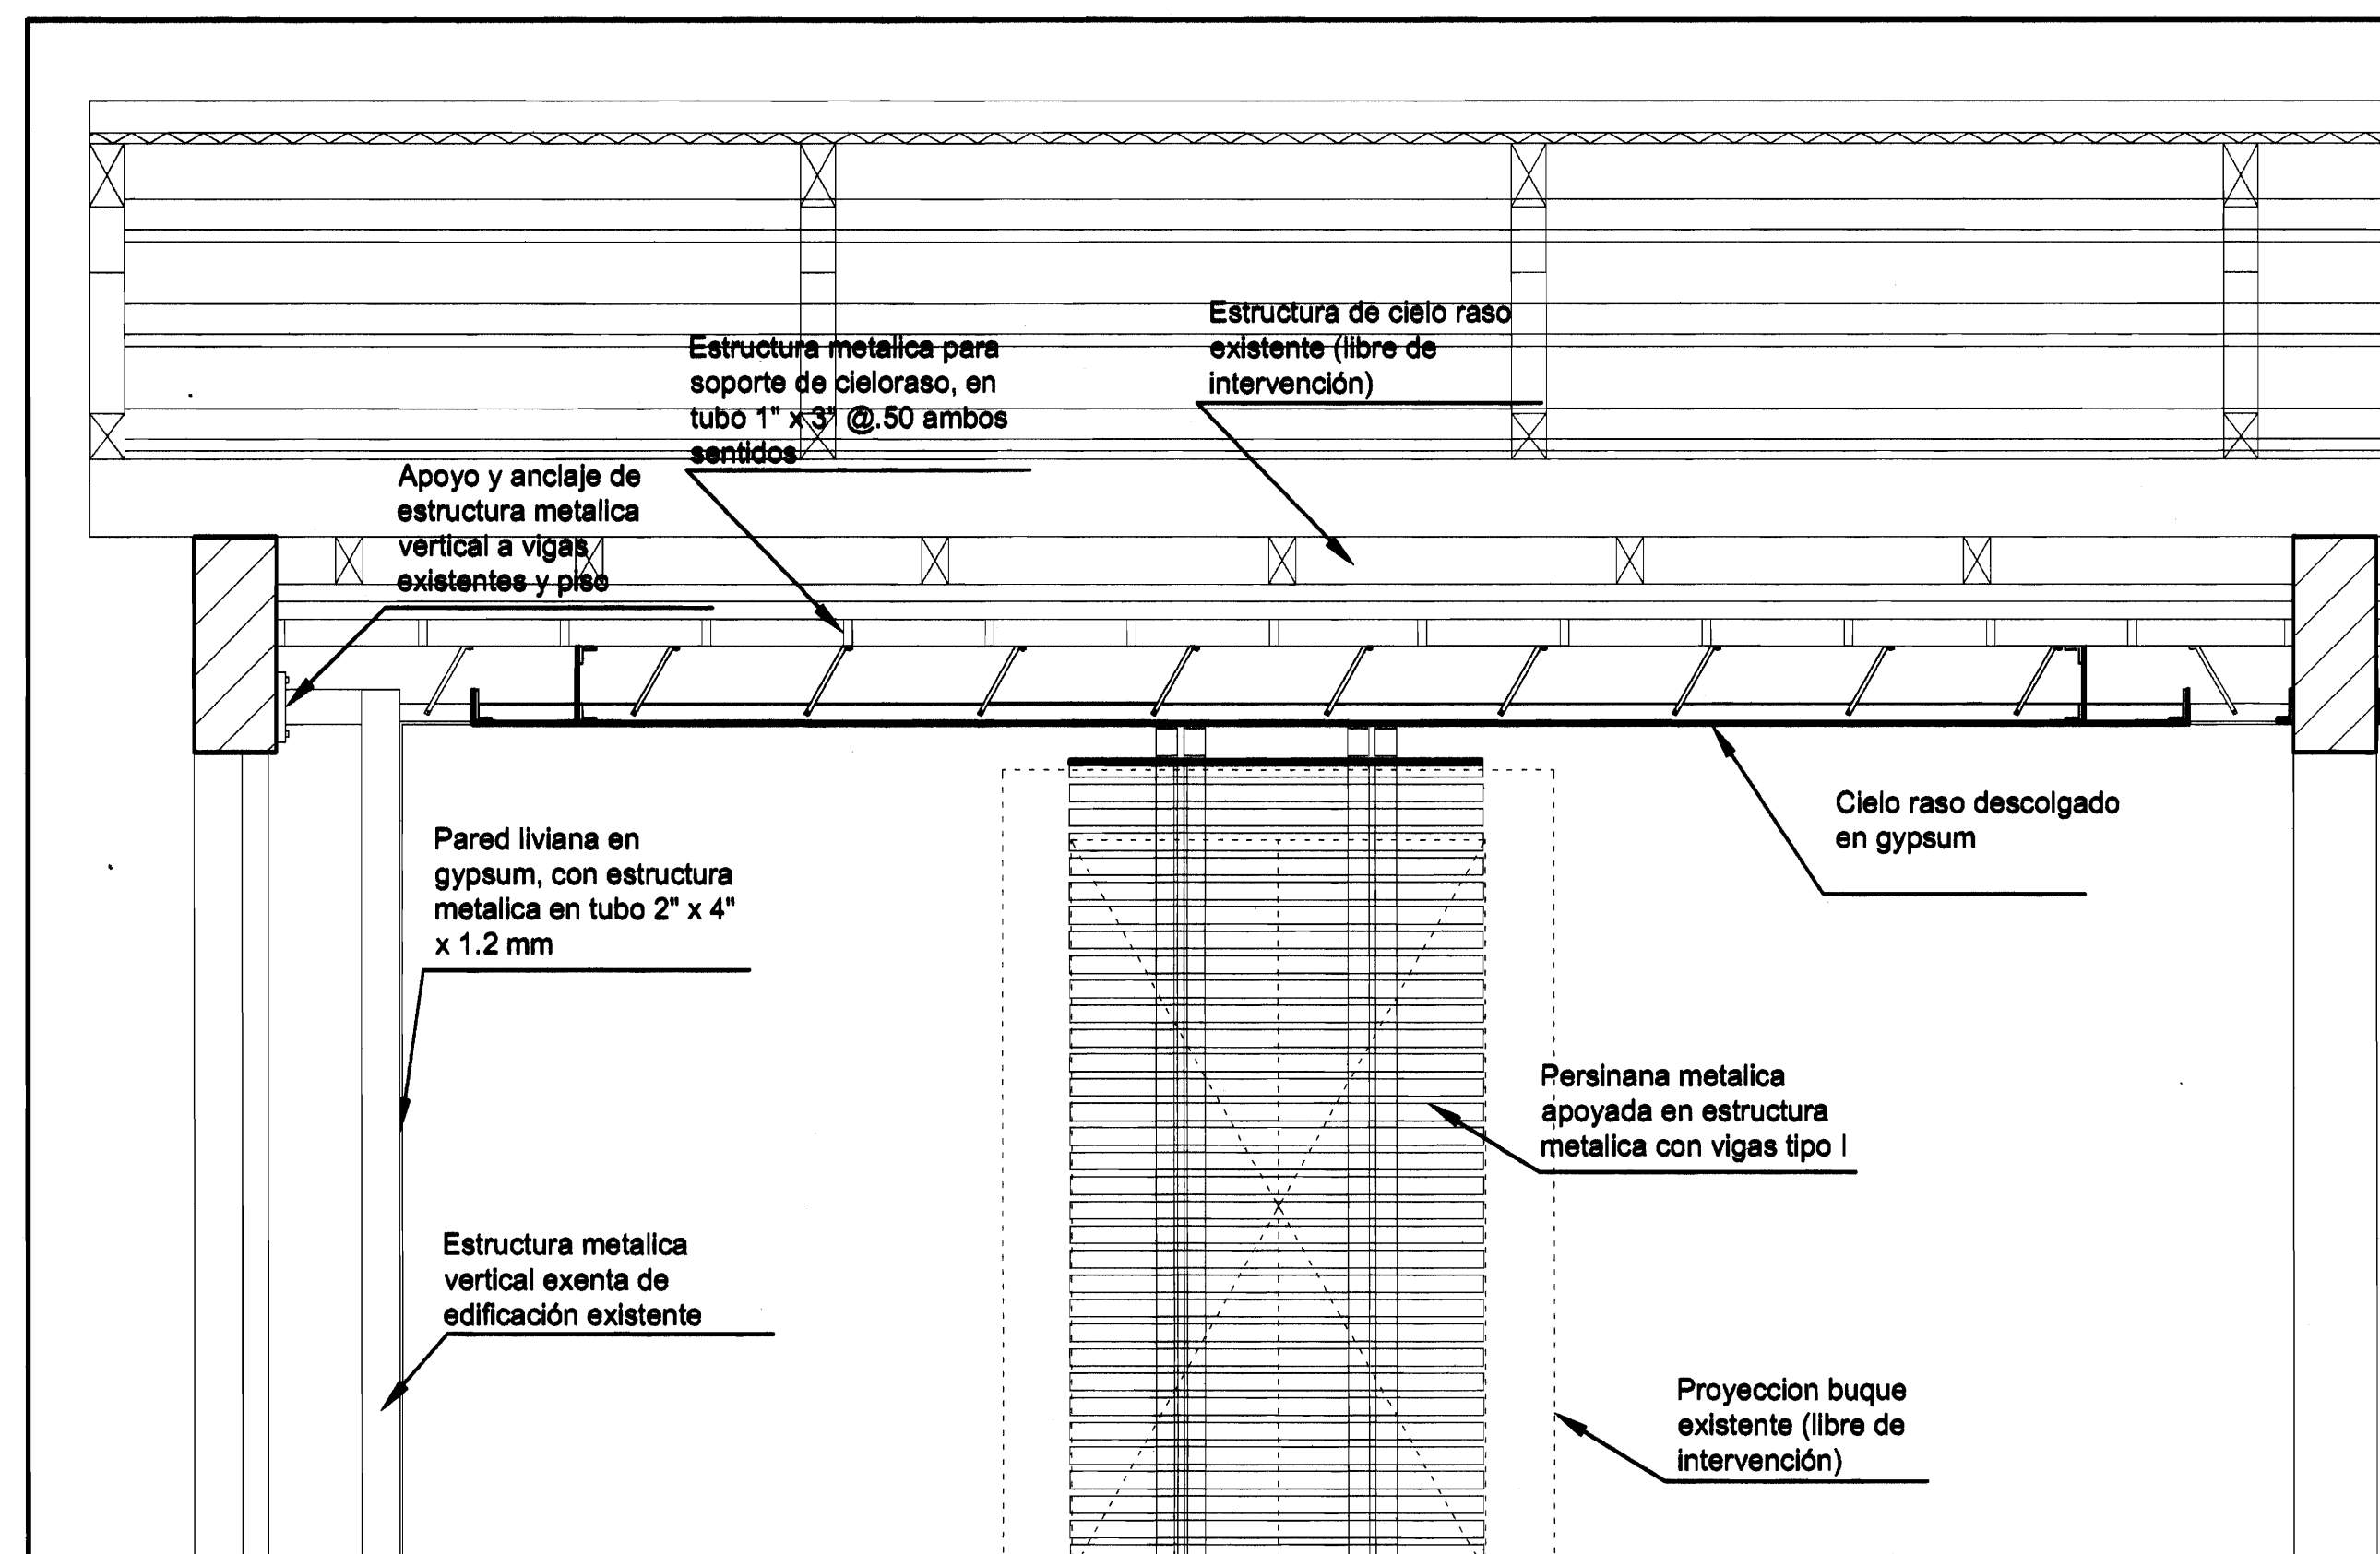 Estructura de cielo raso
existente (libre de
intervención)
Estructura metalica para
soporte de cieloraso, en
tubo 1" x 3" @.50 ambos
sentidos
Apoyo y anclaje de
estructura metalica
vertical a vigas
existentes y piso
Cielo raso descolgado
en gypsum
Pared liviana en
gypsum, con estructura
metalica en tubo 2" x 4"
x 1.2 mm
Persinana metalica
apoyada en estructura
metalica con vigas tipo I
Estructura metalica
vertical exenta de
edificación existente
Proyeccion buque
existente (libre de
intervención)